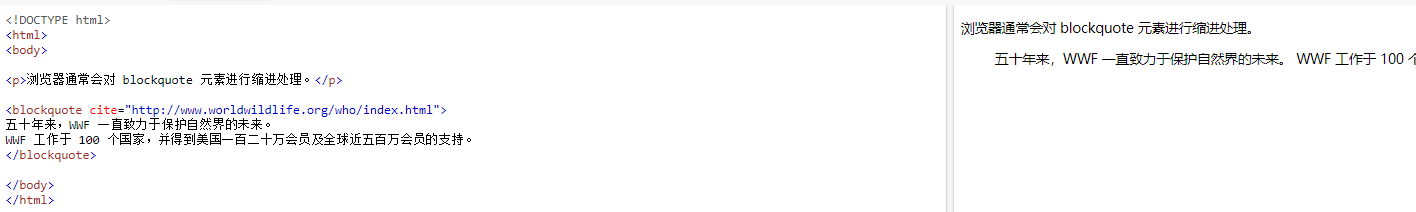 <!DOCTYPE html>
<html>
<body>
<p>浏览器通常会对 blockquote 元素进行缩进处理。</p>
<blockquote cite="http://www.worldwildlife.org/who/index.html">
五十年来，WWF 一直致力于保护自然界的未来。
WWF 工作于 100 个国家，并得到美国一百二十万会员及全球近五百万会员的支持。
</blockquote>
</body>
</html>
浏览器通常会对 blockquote 元素进行缩进处理。
五十年来，WWF 一直致力于保护自然界的未来。 WWF 工作于 100 个